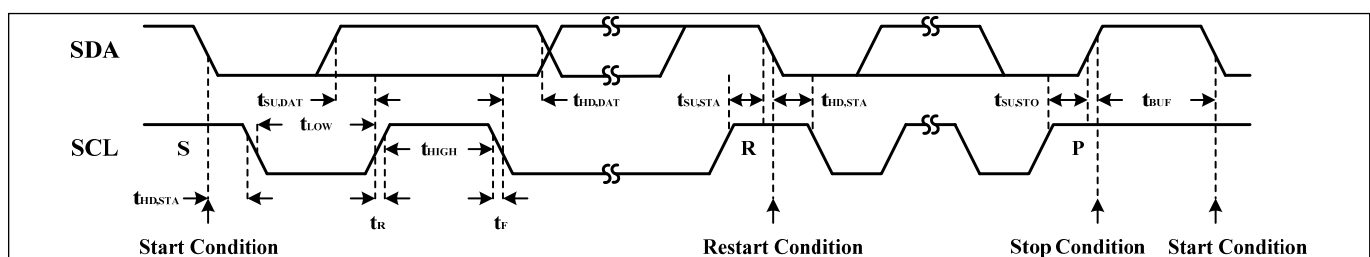 SDA
tSU,DAT
tHD,DAT
tSU,STA
tHD,STA
tSU,STO
tBUF
tLOW
SCL
S
tHIGH
R
P
tHD,STA
tR
tF
Start Condition
Restart Condition
Stop Condition
Start Condition